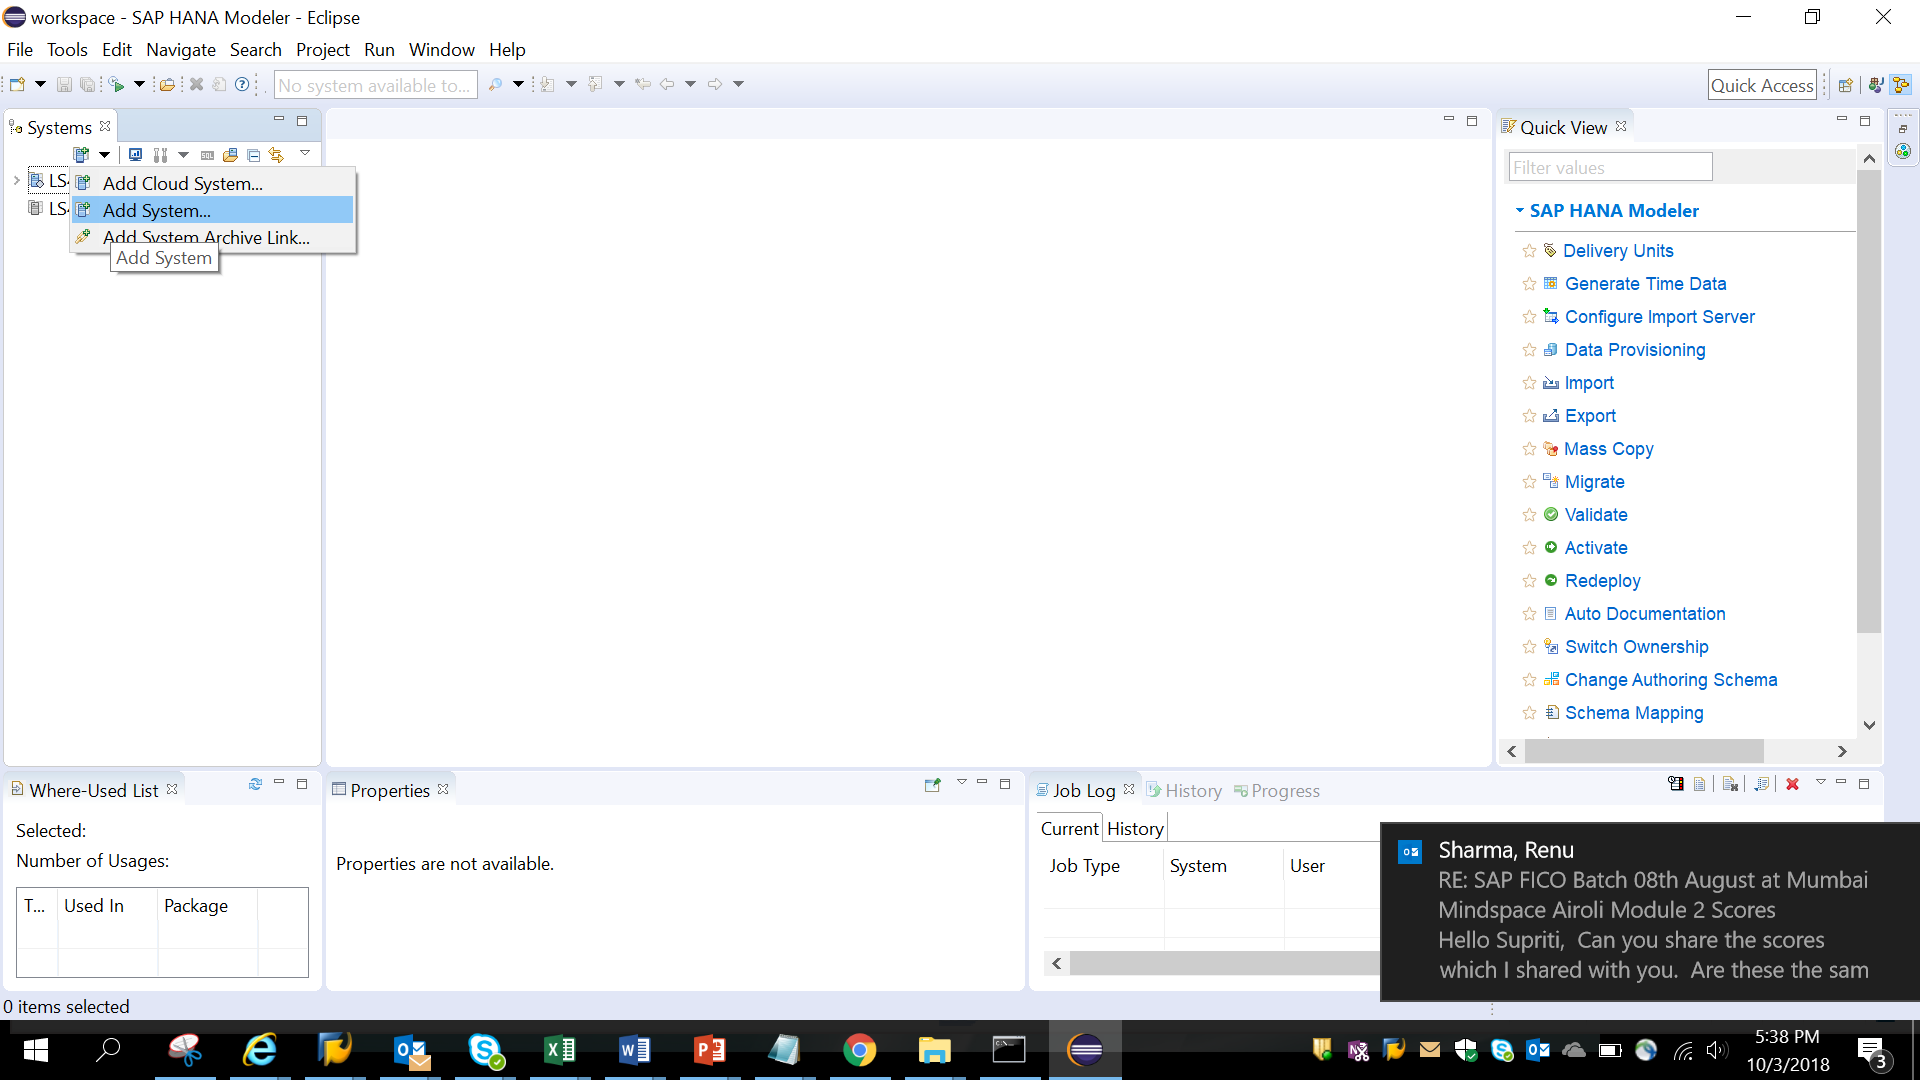 workspace - SAP HANA Modeler - Eclipse
File Tools Edit Navigate Search Project Run Window Help
No system available to...
Quick Access
Systems
LS
Add Cloud System...
LS
Add System...
Add System Archive Link...
Add System
Quick View
Filter values
SAP HANA Modeler
Delivery Units
Generate Time Data
Configure Import Server
Data Provisioning
Import
Export
Mass Copy
Migrate
Validate
Activate
Redeploy
Auto Documentation
Switch Ownership
Change Authoring Schema
Schema Mapping
Where-Used List
Selected:
Number of Usages:
T... Used In Package
Properties
Properties are not available.
Job Log History Progress
Current History
Job Type System User
Sharma, Renu
RE: SAP FICO Batch 08th August at Mumbai
Mindspace Airoli Module 2 Scores
Hello Supriti, Can you share the scores
which I shared with you. Are these the sam
0 items selected
5:38 PM
10/3/2018
3